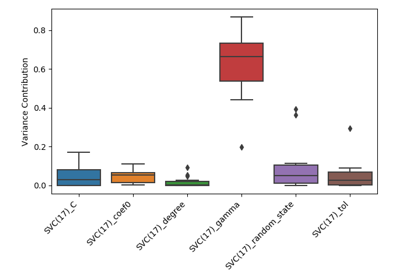 Variance Contribution
0.8
0.6
0.4
0.2
0.0
SVC(17)_C
SVC(17)_coef0
SVC(17)_degree
SVC(17)_gamma
SVC(17)_random_state
SVC(17)_tol